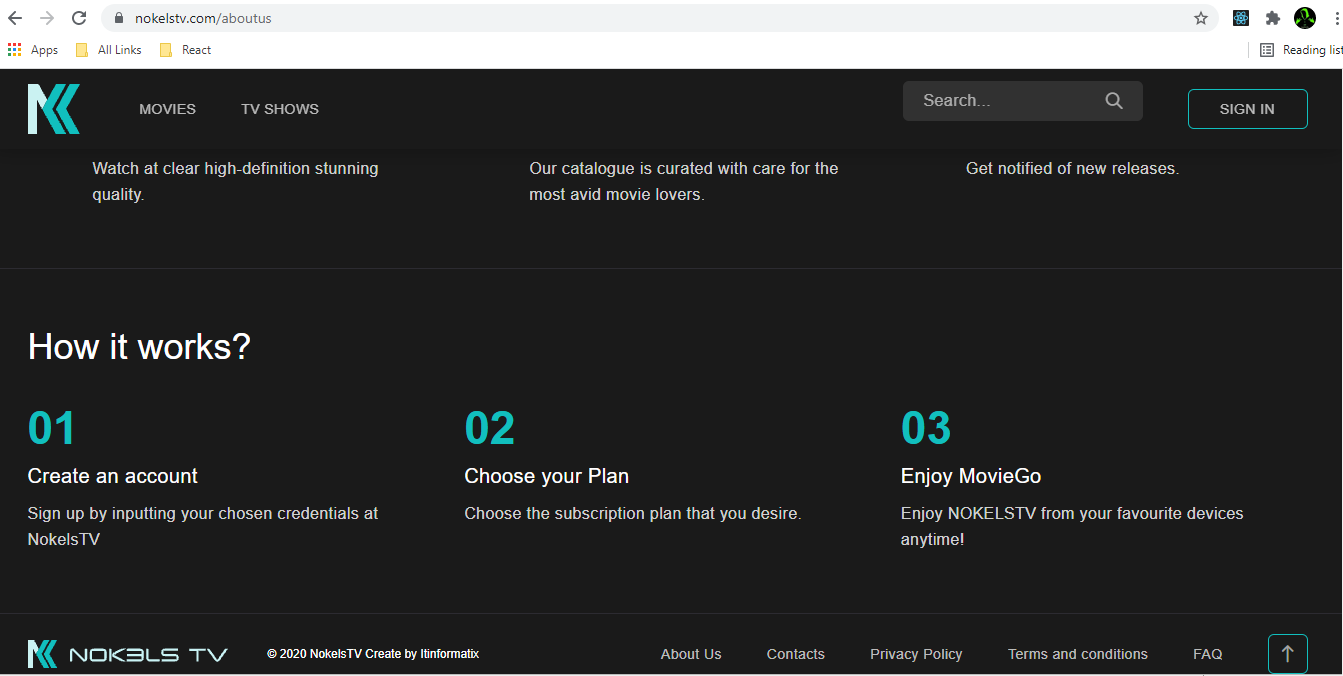 nokelstv.com/aboutus
Apps
All Links
React
Reading list
MOVIES
TV SHOWS
Search...
SIGN IN
Watch at clear high-definition stunning
quality.
Our catalogue is curated with care for the
most avid movie lovers.
Get notified of new releases.
How it works?
01
Create an account
Sign up by inputting your chosen credentials at
NokelsTV
02
Choose your Plan
Choose the subscription plan that you desire.
03
Enjoy MovieGo
Enjoy NOKELSTV from your favourite devices
anytime!
NOK3LS TV
© 2020 NokelsTV Create by Itinformatix
About Us
Contacts
Privacy Policy
Terms and conditions
FAQ